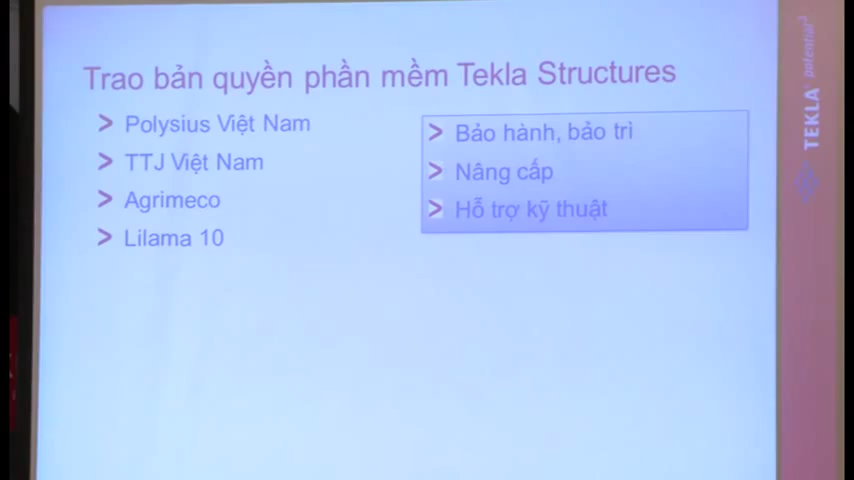 Trao bản quyền phần mềm Tekla Structures
> Polysius Việt Nam
> TTJ Việt Nam
> Agrimeco
> Lilama 10
> Bảo hành, bảo trì
> Nâng cấp
> Hỗ trợ kỹ thuật
TEKLA potential³